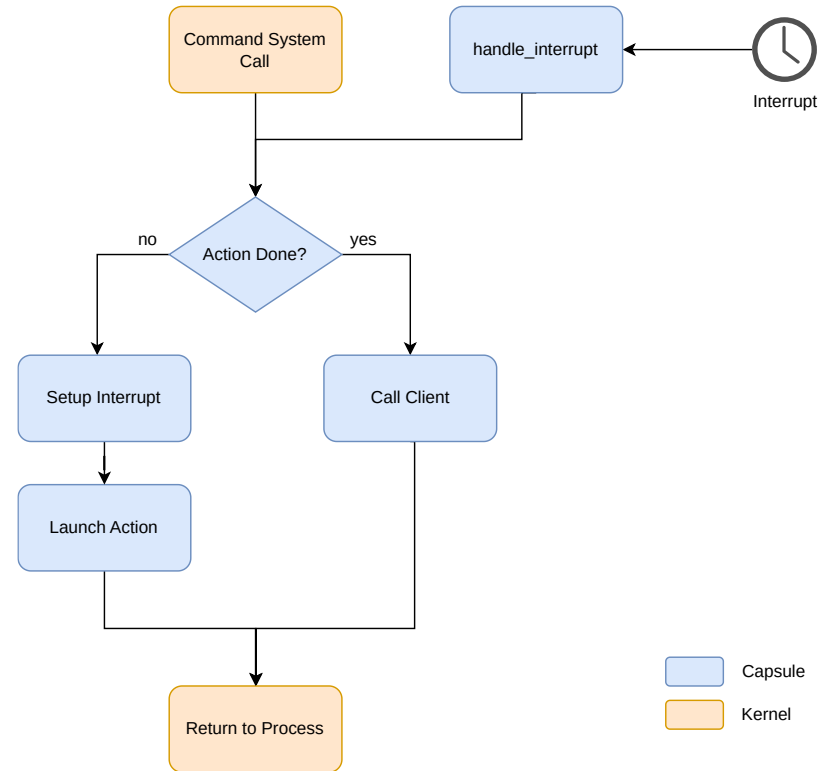 Command System
Call
handle_interrupt
Interrupt
no
Action Done?
yes
Setup Interrupt
Call Client
Launch Action
Capsule
Return to Process
Kernel